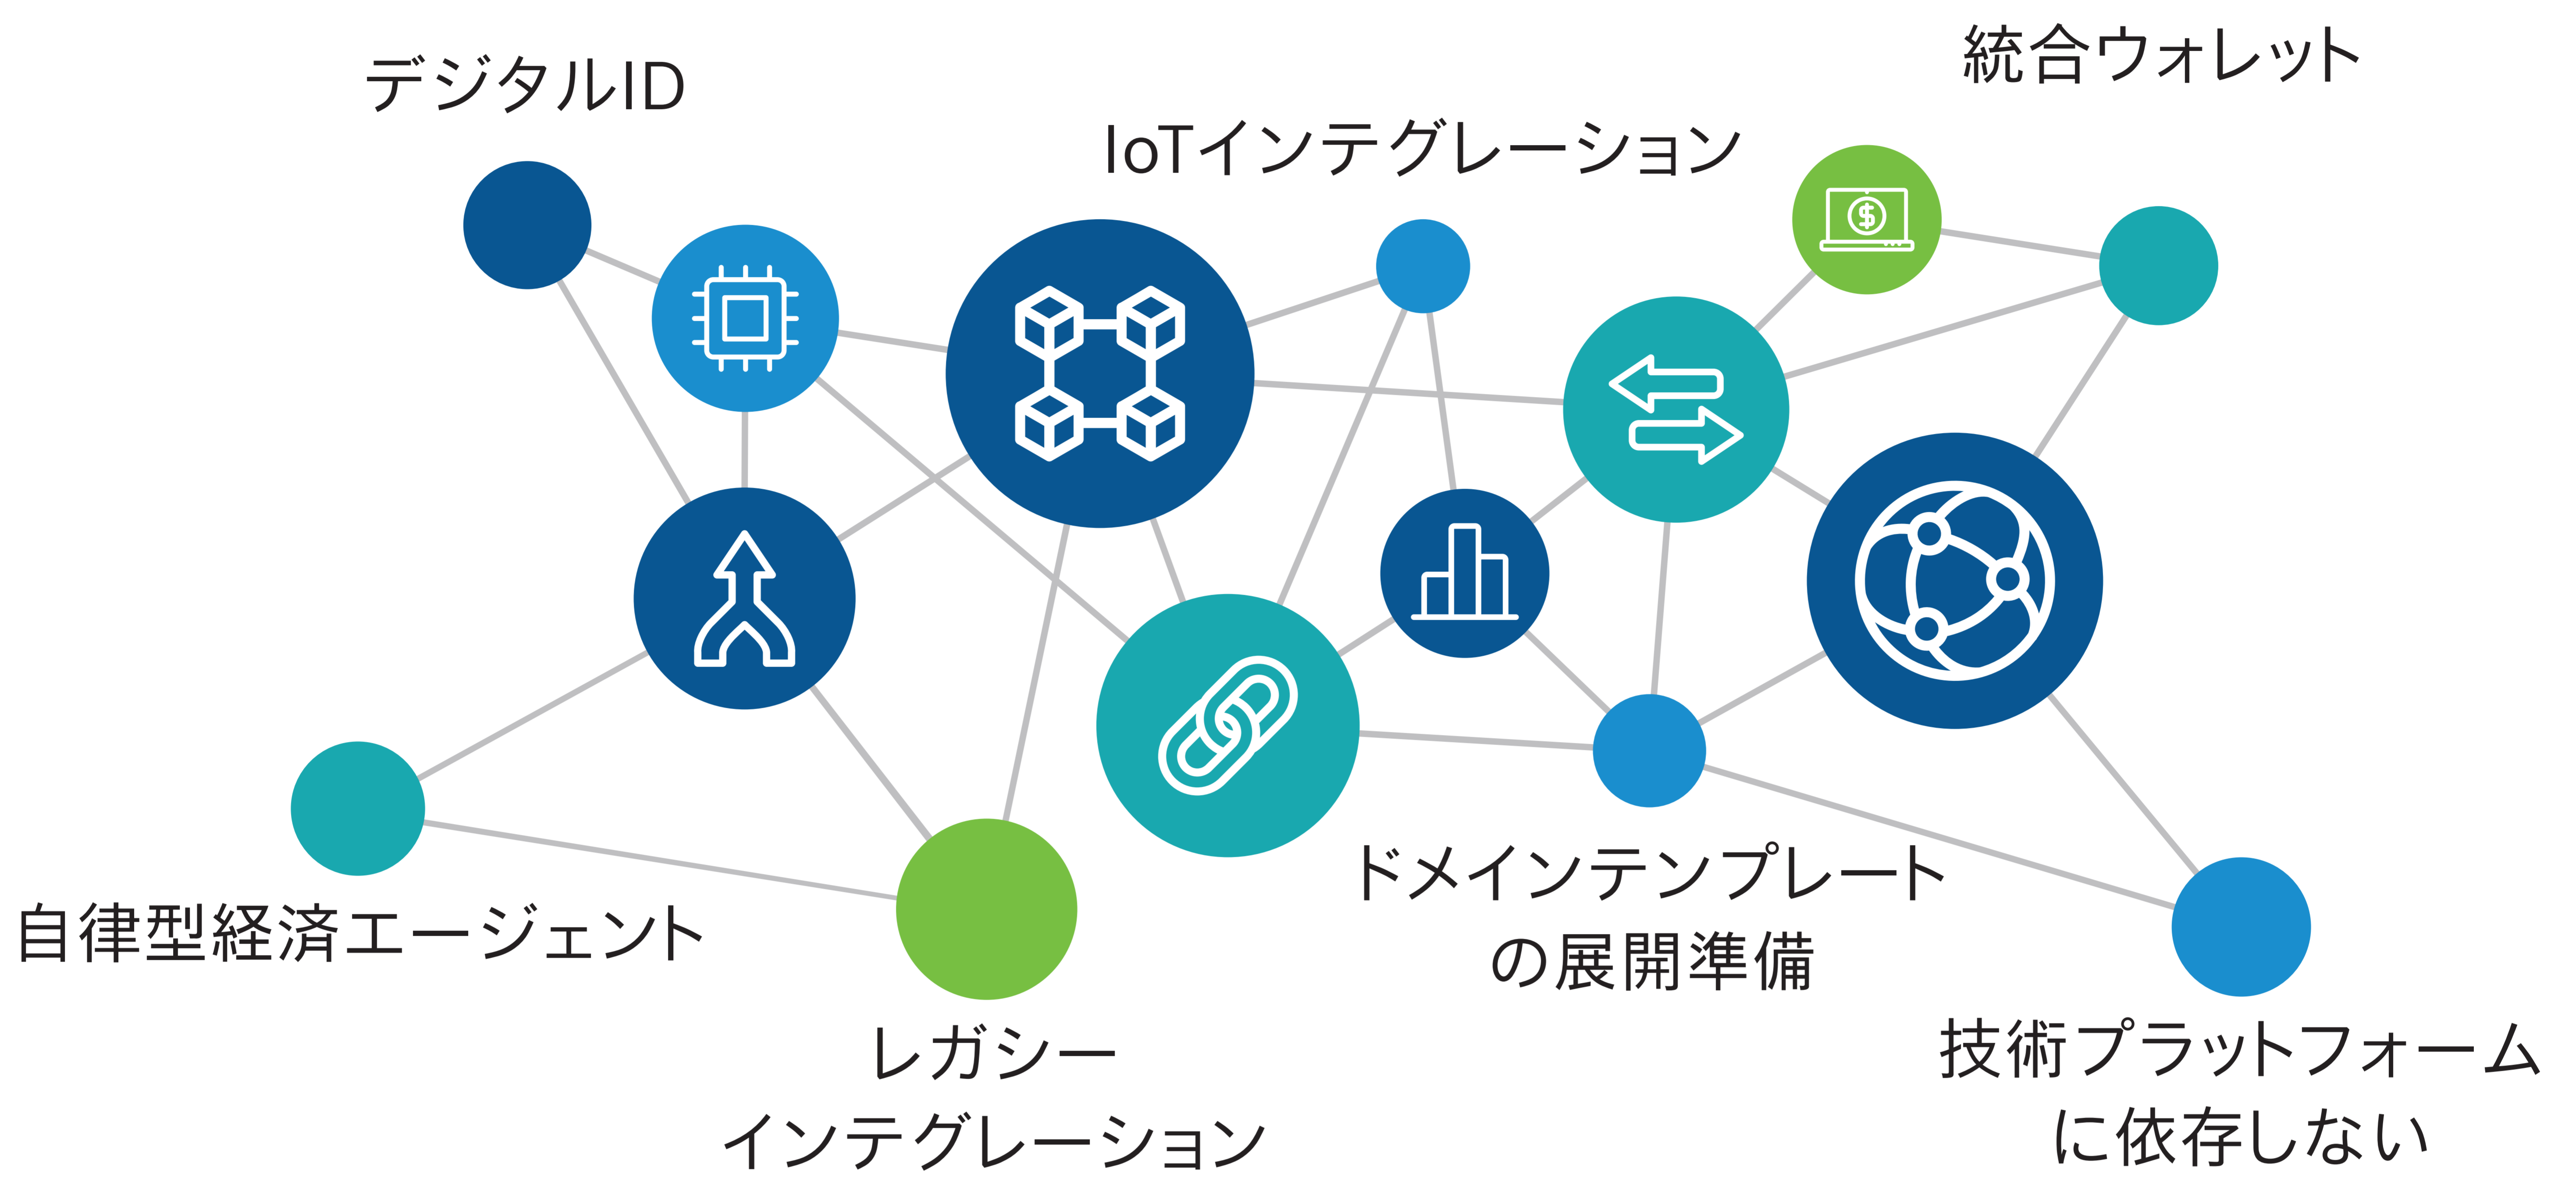 デジタルID
IoTインテグレーション
統合ウォレット
$
自律型経済エージェント
レガシー
インテグレーション
ドメインテンプレート
の展開準備
技術プラットフォーム
に依存しない